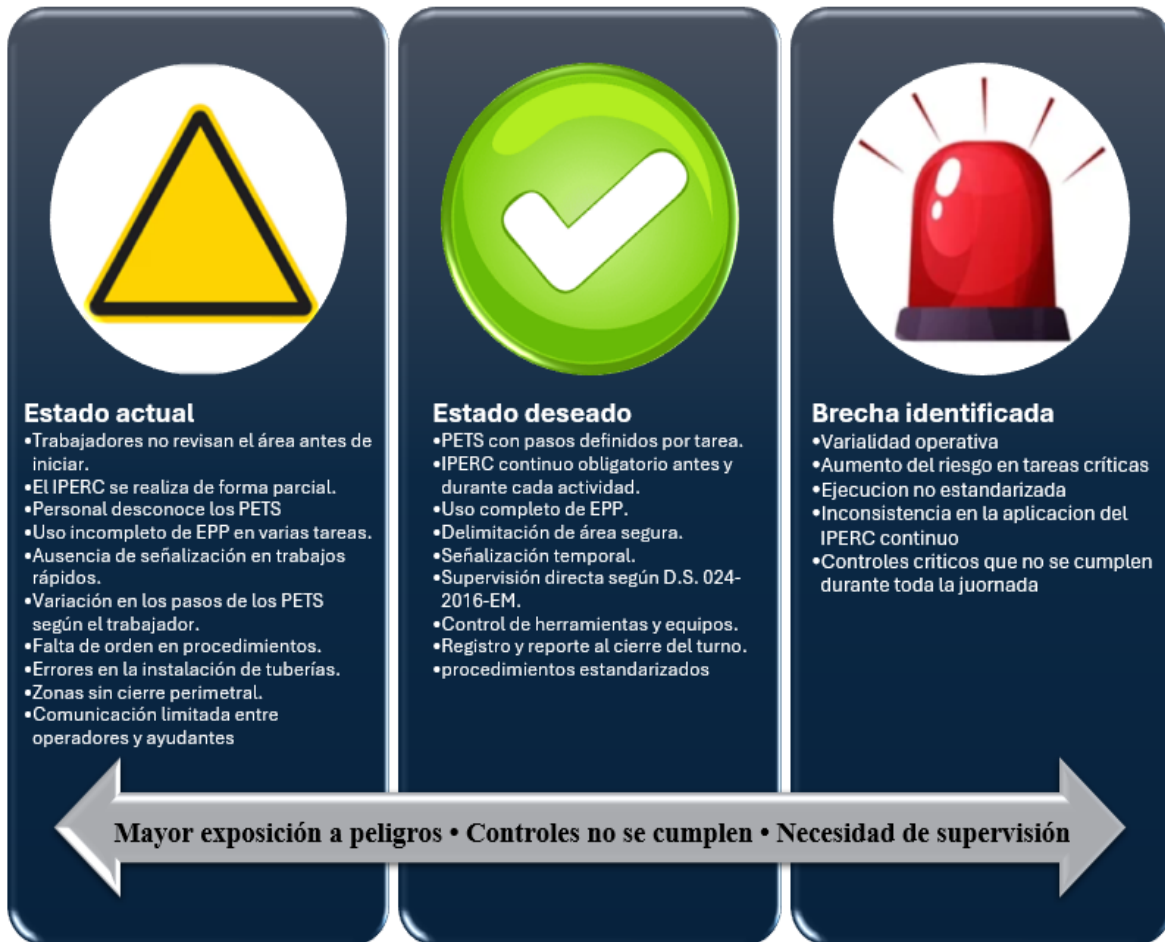 Estado actual
•Trabajadores no revisan el área antes de
iniciar.
•El IPERC se realiza de forma parcial.
•Personal desconoce los PETS
•Uso incompleto de EPP en varias tareas.
•Ausencia de señalización en trabajos
rápidos.
•Variación en los pasos de los PETS
según el trabajador.
•Falta de orden en procedimientos.
•Errores en la instalación de tuberías.
•Zonas sin cierre perimetral.
•Comunicación limitada entre
operadores y ayudantes
Estado deseado
•PETS con pasos definidos por tarea.
•IPERC continuo obligatorio antes y
durante cada actividad.
•Uso completo de EPP.
•Delimitación de área segura.
•Señalización temporal.
•Supervisión directa según D.S. 024-
2016-EM.
•Control de herramientas y equipos.
•Registro y reporte al cierre del turno.
•procedimientos estandarizados
Brecha identificada
•Varialidad operativa
•Aumento del riesgo en tareas críticas
•Ejecucion no estandarizada
•Inconsistencia en la aplicacion del
IPERC continuo
•Controles criticos que no se cumplen
durante toda la juornada
Mayor exposición a peligros • Controles no se cumplen • Necesidad de supervisión